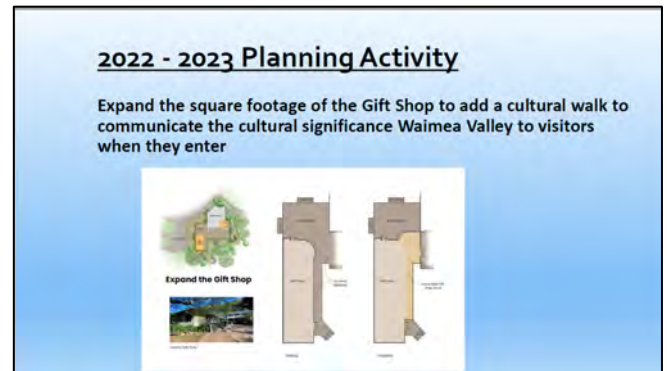 2022 - 2023 Planning Activity
Expand the square footage of the Gift Shop to add a cultural walk to
communicate the cultural significance Waimea Valley to visitors
when they enter
Expand the Gift Shop